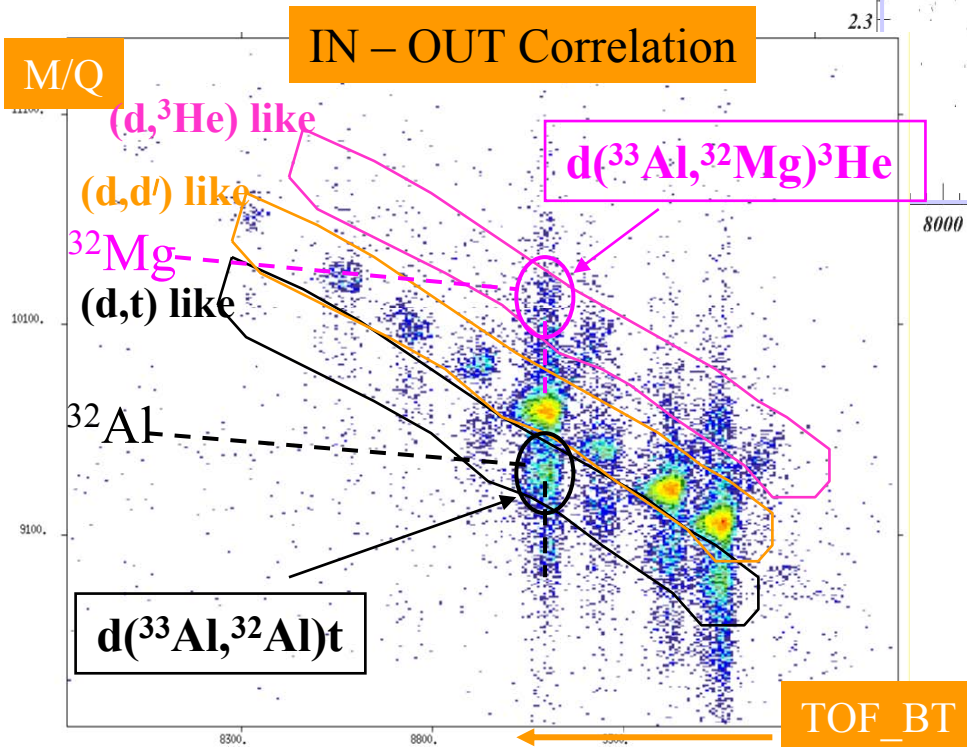 2.3
IN – OUT Correlation
M/Q
(d,³He) like
d(³³Al,³²Mg)³He
(d,d′) like
8000
³²Mg
(d,t) like
10100.
³²Al
9100.
d(³³Al,³²Al)t
TOF_BT
8300.
8800.